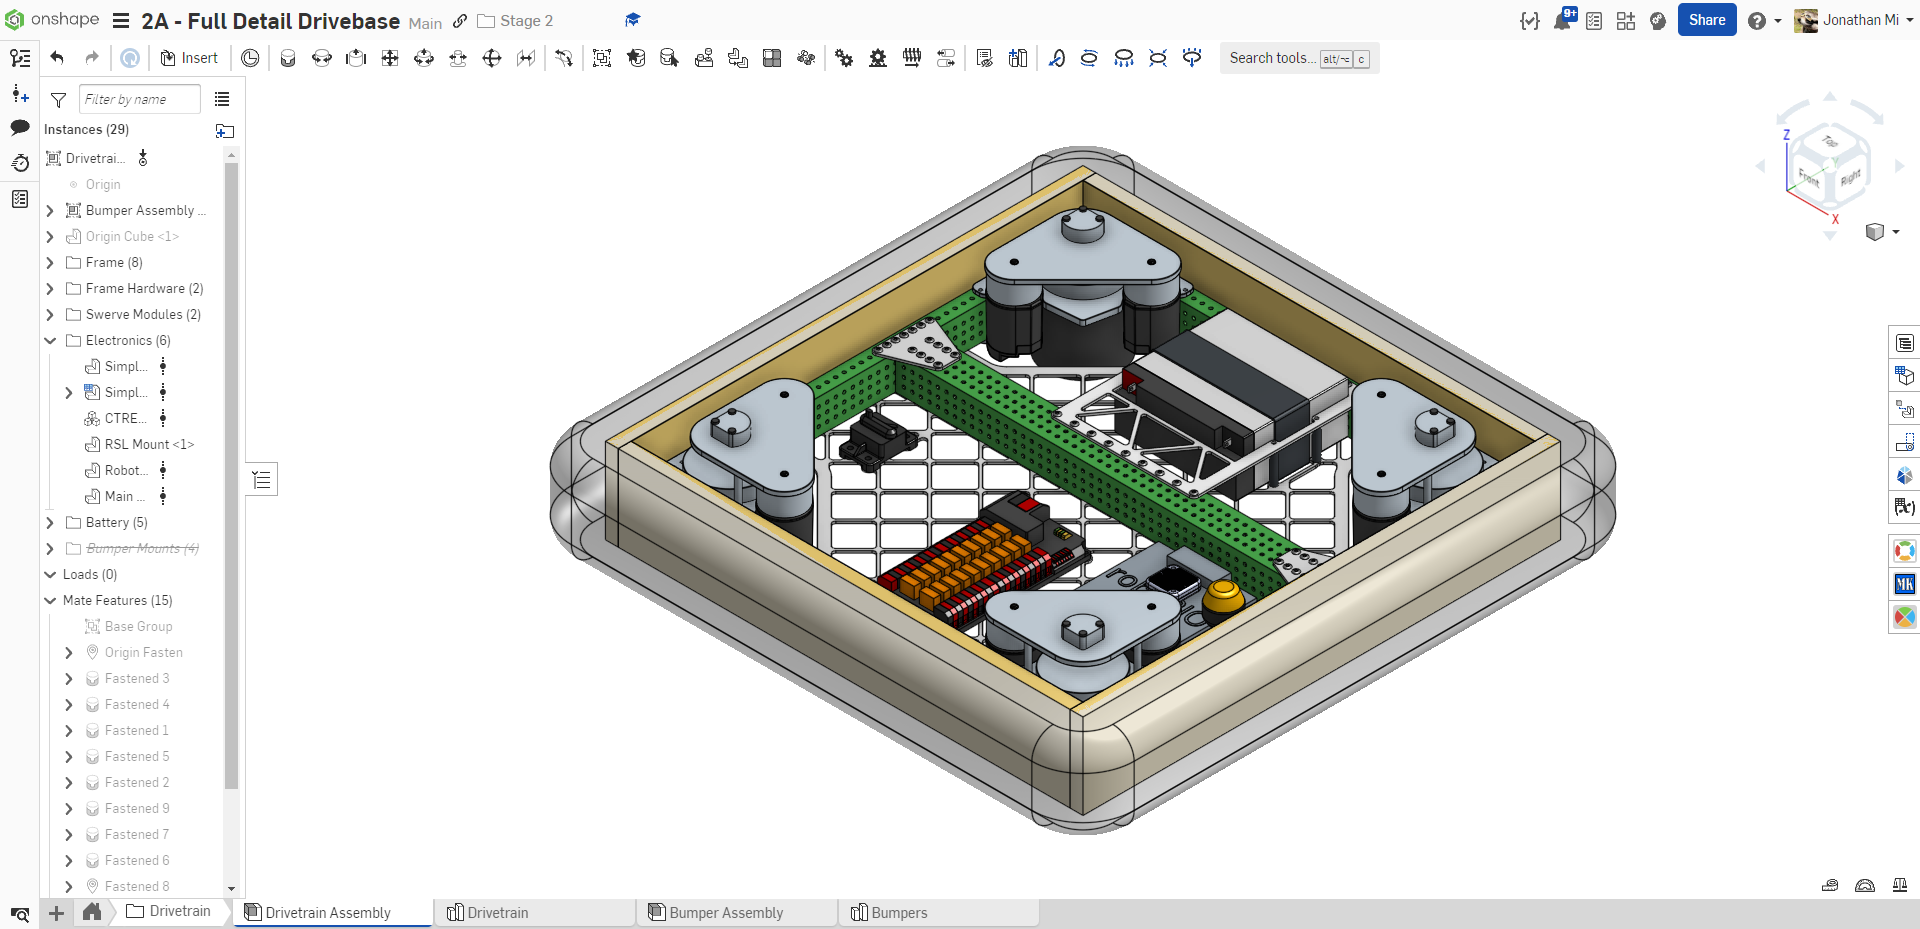 onshape
2A - Full Detail Drivebase
Main
Stage 2
9+
Share
Jonathan Mi
Insert
Search tools... alt/⌥ c
Filter by name
Instances (29)
Drivetrai...
Origin
Bumper Assembly ...
Origin Cube <1>
Frame (8)
Frame Hardware (2)
Swerve Modules (2)
Electronics (6)
Simpl...
Simpl...
CTRE...
RSL Mount <1>
Robot...
Main ...
Battery (5)
Bumper Mounts (4)
Loads (0)
Mate Features (15)
Base Group
Origin Fasten
Fastened 3
Fastened 4
Fastened 1
Fastened 5
Fastened 2
Fastened 9
Fastened 7
Fastened 6
Fastened 8
Z
Top
Front
Right
X
MK
Drivetrain
Drivetrain Assembly
Drivetrain
Bumper Assembly
Bumpers